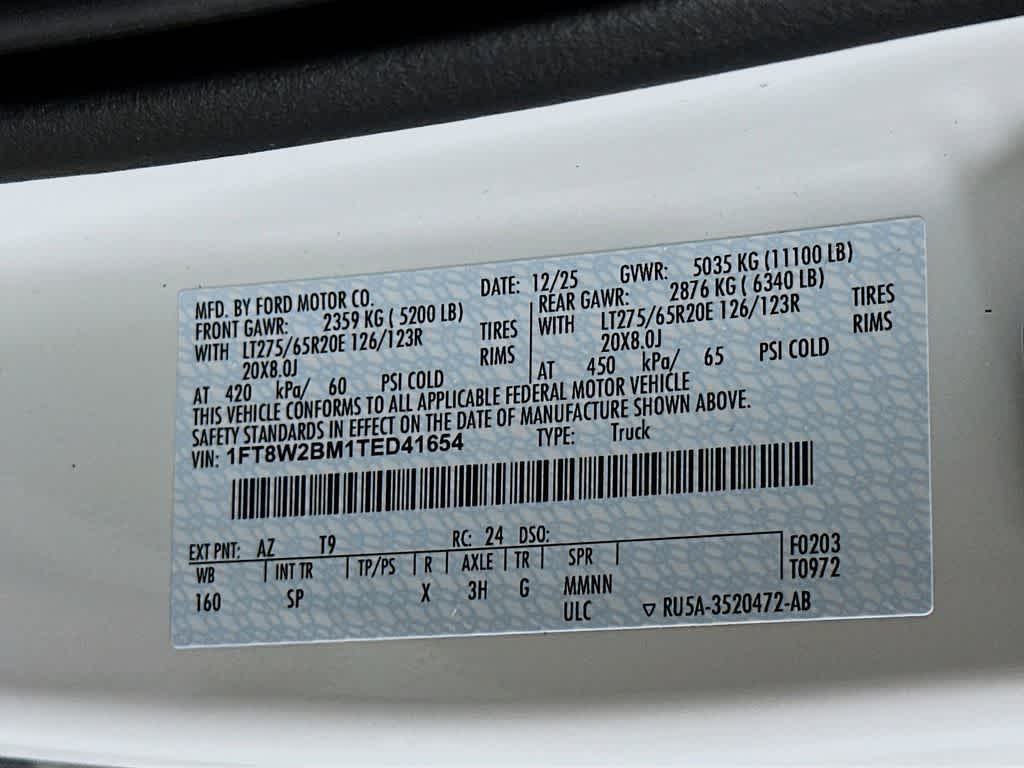 MFD. BY FORD MOTOR CO. DATE: 12/25 GVWR: 5035 KG (11100 LB)
FRONT GAWR: 2359 KG ( 5200 LB) REAR GAWR: 2876 KG ( 6340 LB)
WITH LT275/65R20E 126/123R TIRES WITH LT275/65R20E 126/123R TIRES
20X8.0J RIMS 20X8.0J RIMS
AT 420 kPa/ 60 PSI COLD AT 450 kPa/ 65 PSI COLD
THIS VEHICLE CONFORMS TO ALL APPLICABLE FEDERAL MOTOR VEHICLE
SAFETY STANDARDS IN EFFECT ON THE DATE OF MANUFACTURE SHOWN ABOVE.
VIN: 1FT8W2BM1TED41654 TYPE: Truck
EXT PNT: AZ T9 RC: 24 DSO:
WB INT TR TP/PS R AXLE TR SPR F0203
160 SP X 3H G MMNN T0972
ULC ▽ RU5A-3520472-AB